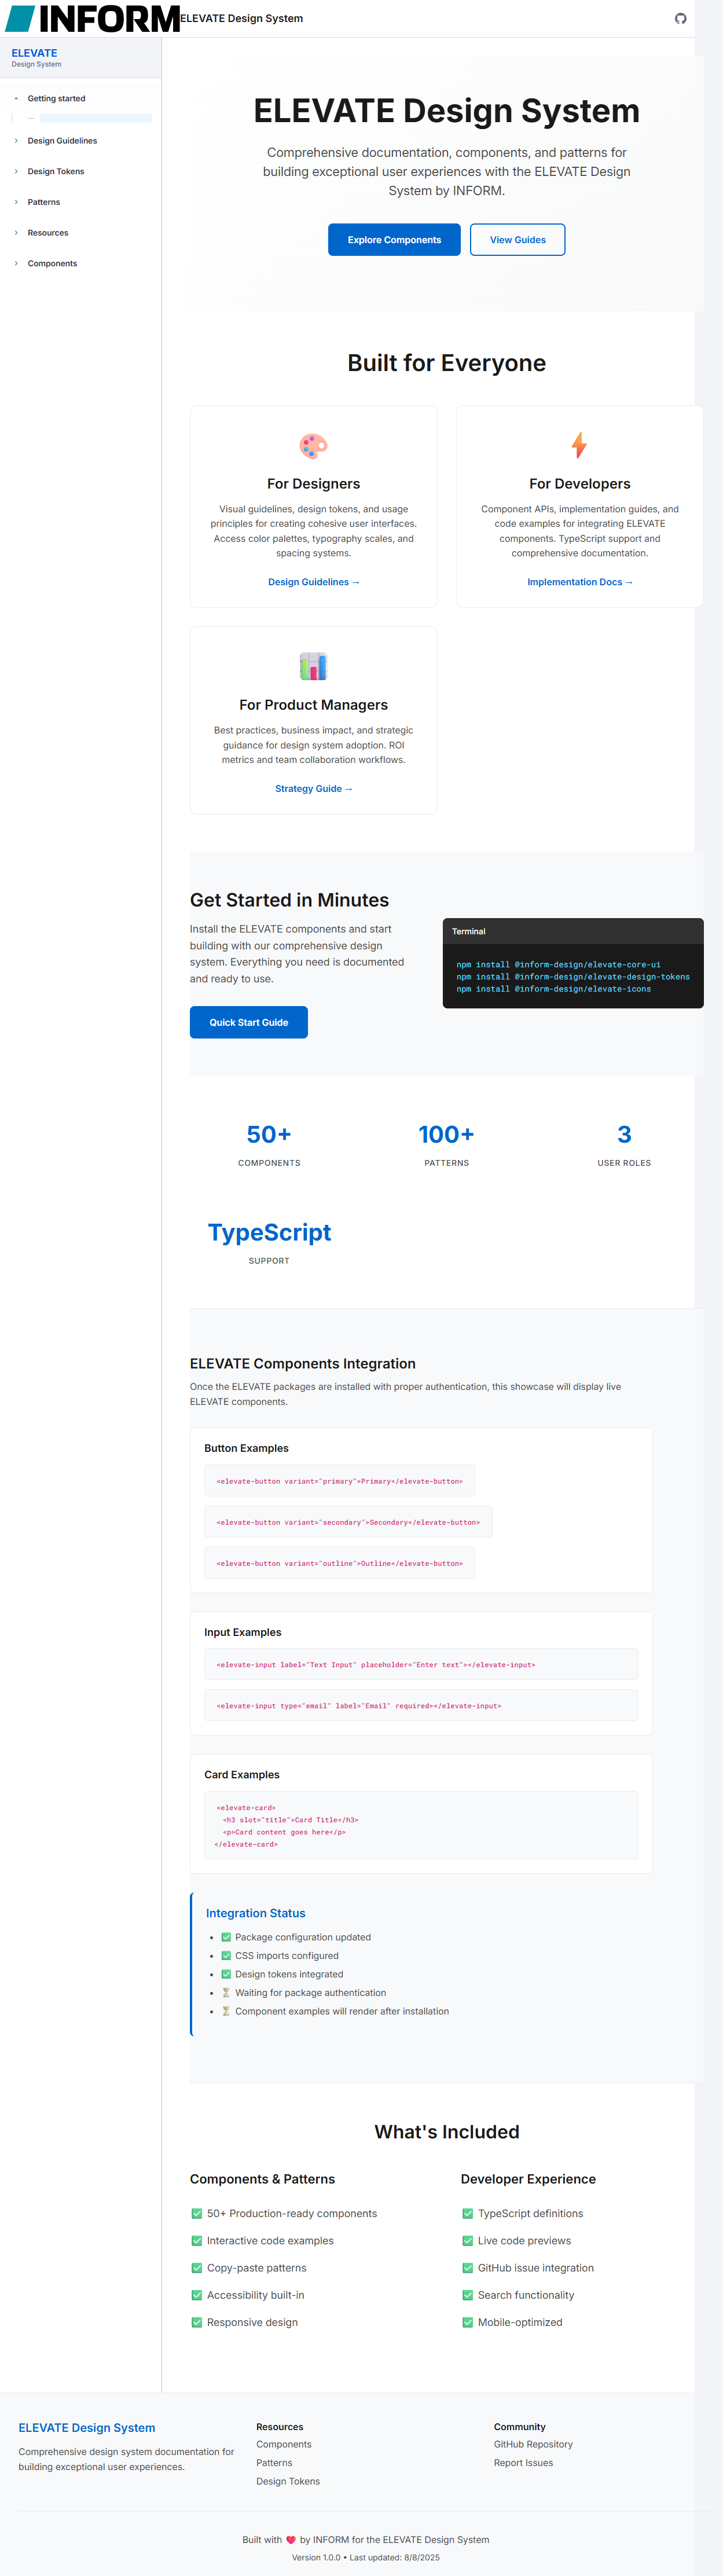 INFORM
ELEVATE Design System
ELEVATE
Design System
Getting started
Design Guidelines
Design Tokens
Patterns
Resources
Components
ELEVATE Design System
Comprehensive documentation, components, and patterns for
building exceptional user experiences with the ELEVATE Design
System by INFORM.
Explore Components
View Guides
Built for Everyone
For Designers
Visual guidelines, design tokens, and usage
principles for creating cohesive user interfaces.
Access color palettes, typography scales, and
spacing systems.
Design Guidelines →
For Developers
Component APIs, implementation guides, and
code examples for integrating ELEVATE
components. TypeScript support and
comprehensive documentation.
Implementation Docs →
For Product Managers
Best practices, business impact, and strategic
guidance for design system adoption. ROI
metrics and team collaboration workflows.
Strategy Guide →
Get Started in Minutes
Install the ELEVATE components and start
building with our comprehensive design
system. Everything you need is documented
and ready to use.
Quick Start Guide
Terminal
npm install @inform-design/elevate-core-ui
npm install @inform-design/elevate-design-tokens
npm install @inform-design/elevate-icons
50+
COMPONENTS
100+
PATTERNS
3
USER ROLES
TypeScript
SUPPORT
ELEVATE Components Integration
Once the ELEVATE packages are installed with proper authentication, this showcase will display live
ELEVATE components.
Button Examples
<elevate-button variant="primary">Primary</elevate-button>
<elevate-button variant="secondary">Secondary</elevate-button>
<elevate-button variant="outline">Outline</elevate-button>
Input Examples
<elevate-input label="Text Input" placeholder="Enter text"></elevate-input>
<elevate-input type="email" label="Email" required></elevate-input>
Card Examples
<elevate-card>
<h3 slot="title">Card Title</h3>
<p>Card content goes here</p>
</elevate-card>
Integration Status
• ✅ Package configuration updated
• ✅ CSS imports configured
• ✅ Design tokens integrated
• ⏳ Waiting for package authentication
• ⏳ Component examples will render after installation
What's Included
Components & Patterns
✅ 50+ Production-ready components
✅ Interactive code examples
✅ Copy-paste patterns
✅ Accessibility built-in
✅ Responsive design
Developer Experience
✅ TypeScript definitions
✅ Live code previews
✅ GitHub issue integration
✅ Search functionality
✅ Mobile-optimized
ELEVATE Design System
Comprehensive design system documentation for
building exceptional user experiences.
Resources
Components
Patterns
Design Tokens
Community
GitHub Repository
Report Issues
Built with ❤️ by INFORM for the ELEVATE Design System
Version 1.0.0 • Last updated: 8/8/2025